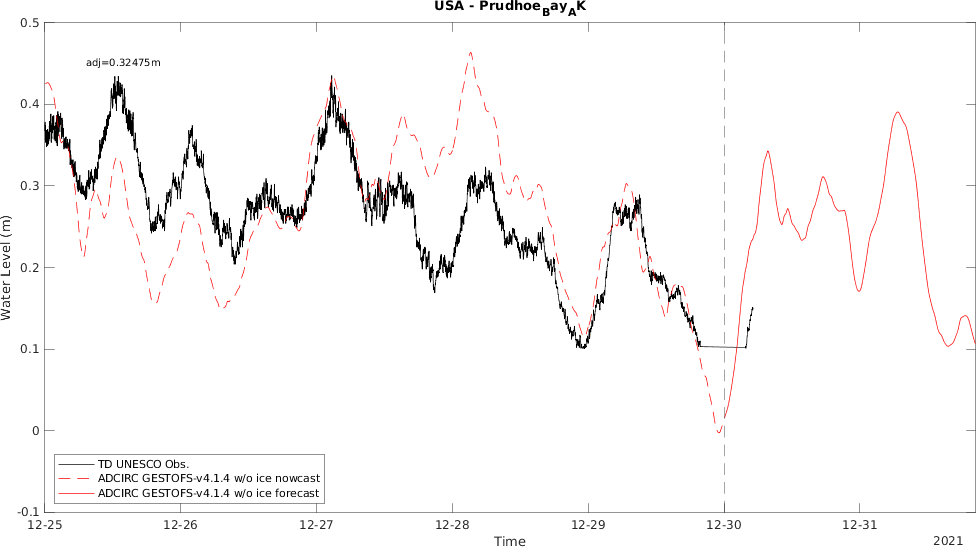 USA - PrudhoeBayAK
0.5
adj=0.32475m
0.4
0.3
0.2
0.1
0
-0.1
Water Level (m)
TD UNESCO Obs.
ADCIRC GESTOFS-v4.1.4 w/o ice nowcast
ADCIRC GESTOFS-v4.1.4 w/o ice forecast
12-25 12-26 12-27 12-28 12-29 12-30 12-31
Time
2021